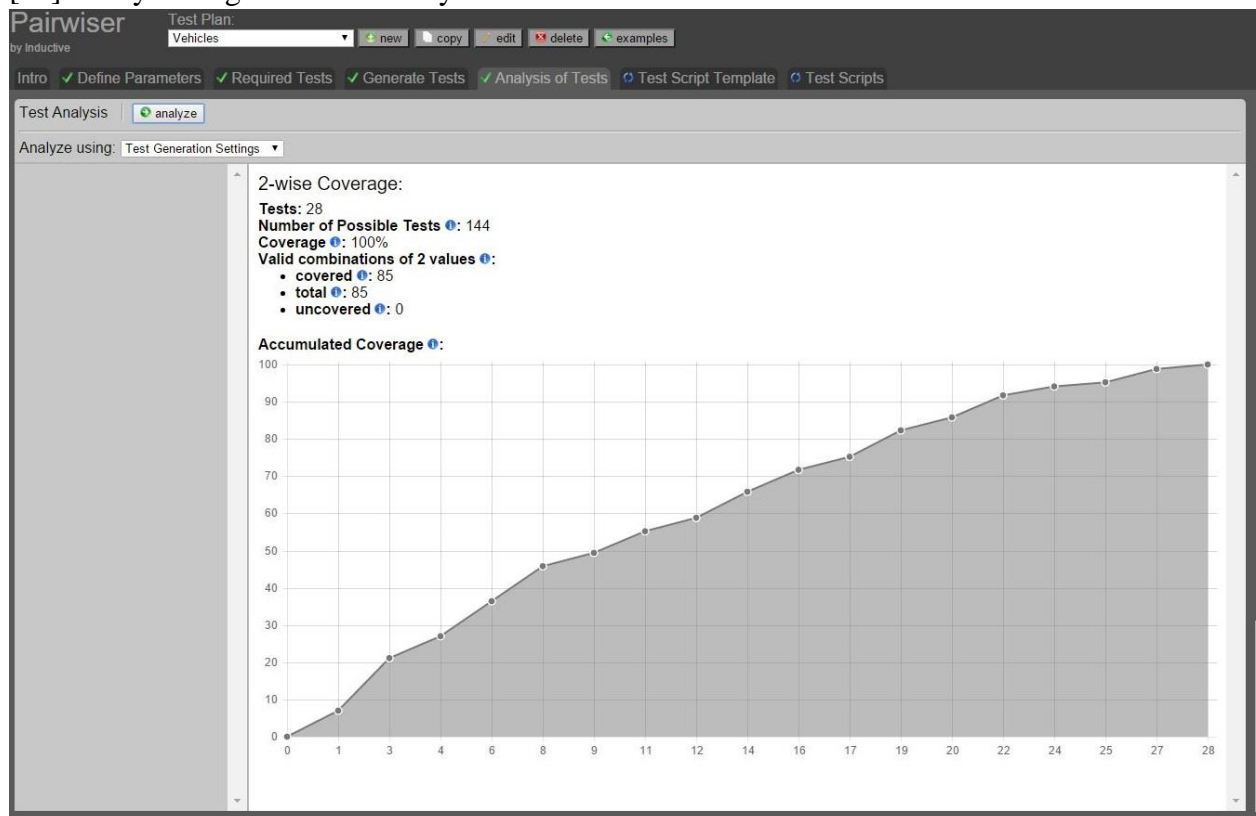 Pairwiser
by Inductive
Test Plan:
Vehicles
new copy edit delete examples
Intro Define Parameters Required Tests Generate Tests Analysis of Tests Test Script Template Test Scripts
Test Analysis analyze
Analyze using: Test Generation Settings
2-wise Coverage:
Tests: 28
Number of Possible Tests : 144
Coverage : 100%
Valid combinations of 2 values :
• covered : 85
• total : 85
• uncovered : 0
Accumulated Coverage :
100
90
80
70
60
50
40
30
20
10
0
0 1 3 4 6 8 9 11 12 14 16 17 19 20 22 24 25 27 28